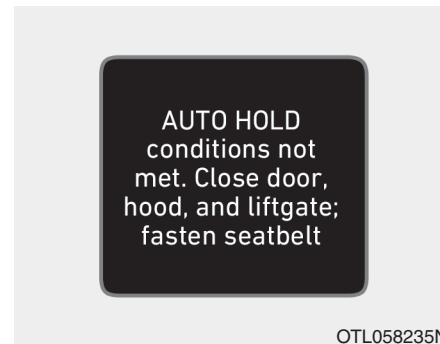 AUTO HOLD
conditions not
met. Close door,
hood, and liftgate;
fasten seatbelt
OTL058235N